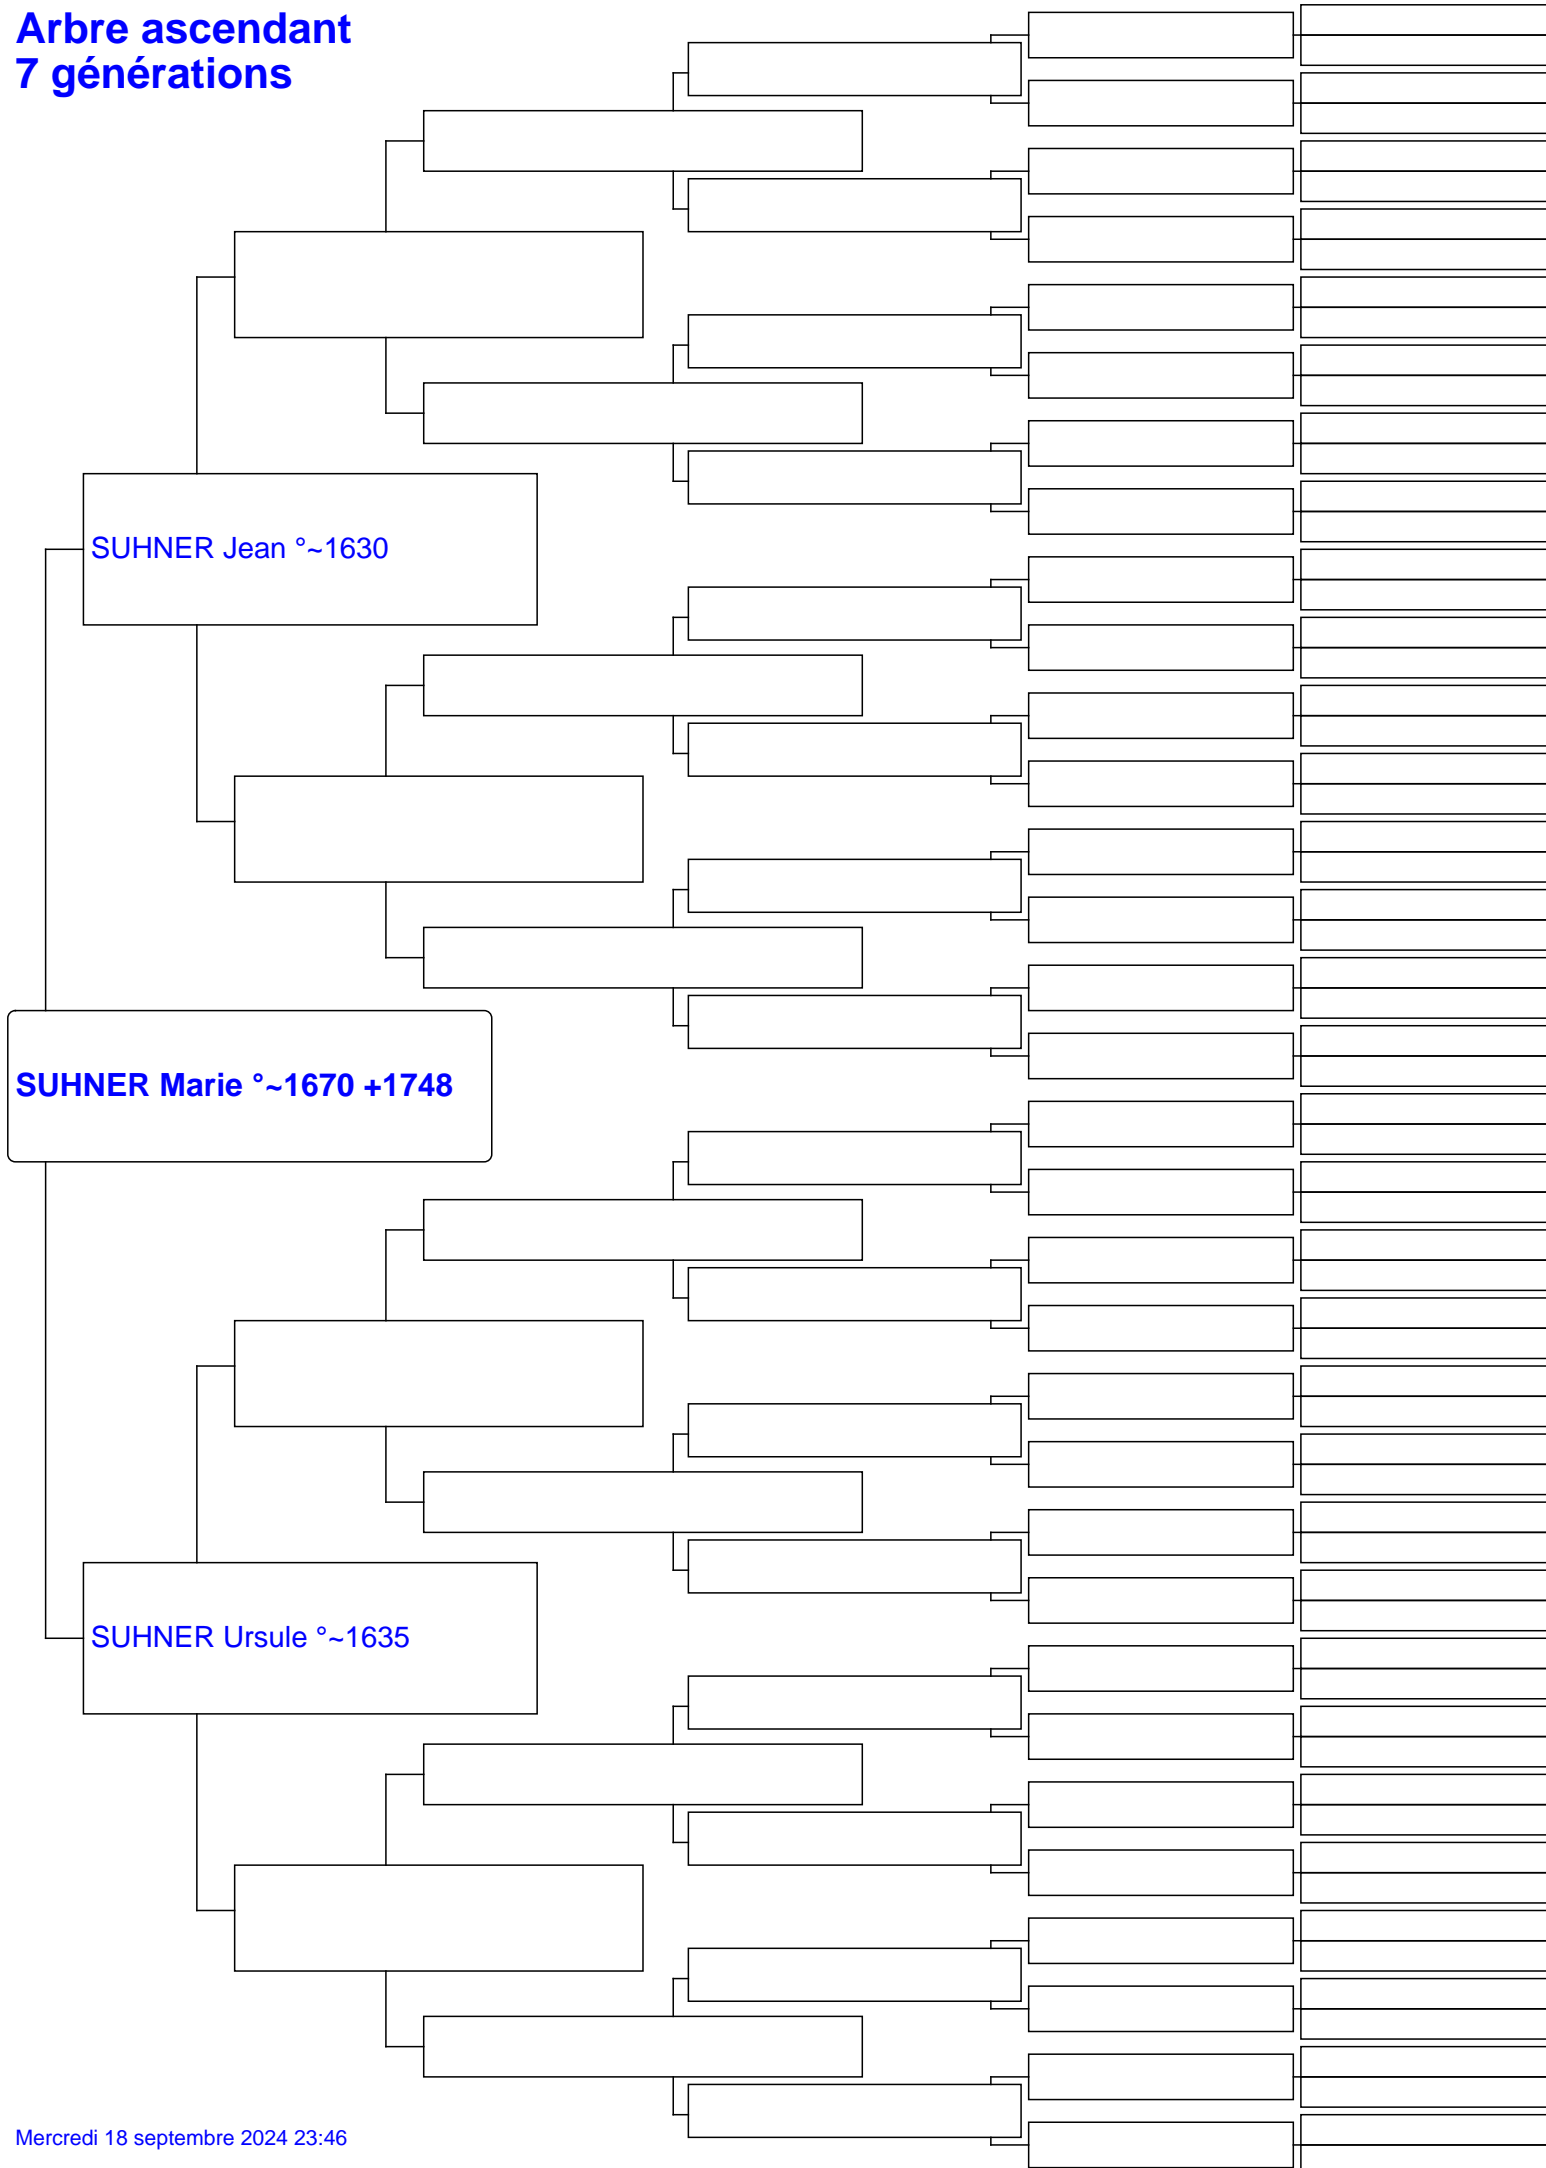 Arbre ascendant
7 générations
SUHNER Jean °~1630
SUHNER Marie °~1670 +1748
SUHNER Ursule °~1635
Mercredi 18 septembre 2024 23:46